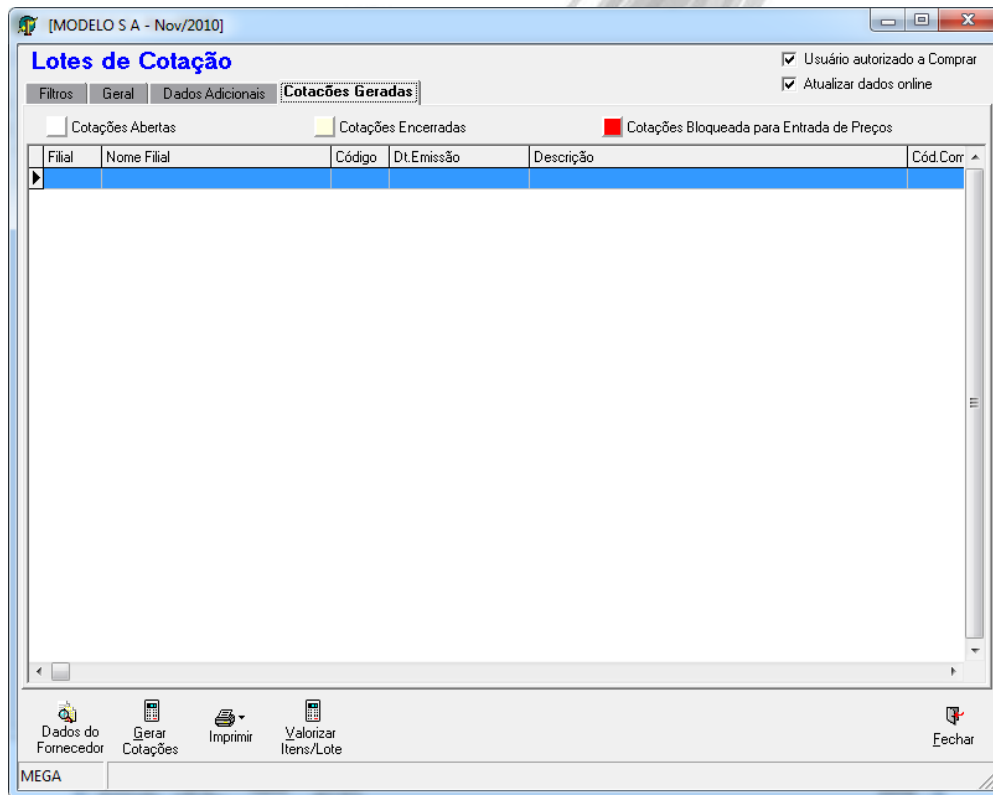 [MODELO S A - Nov/2010]
Lotes de Cotação
Usuário autorizado a Comprar
Atualizar dados online
Filtros Geral Dados Adicionais Cotacões Geradas
Cotações Abertas Cotações Encerradas Cotações Bloqueada para Entrada de Preços
Filial Nome Filial Código Dt.Emissão Descrição Cód.Com
Dados do Fornecedor
Gerar Cotações
Imprimir
Valorizar Itens/Lote
Fechar
MEGA